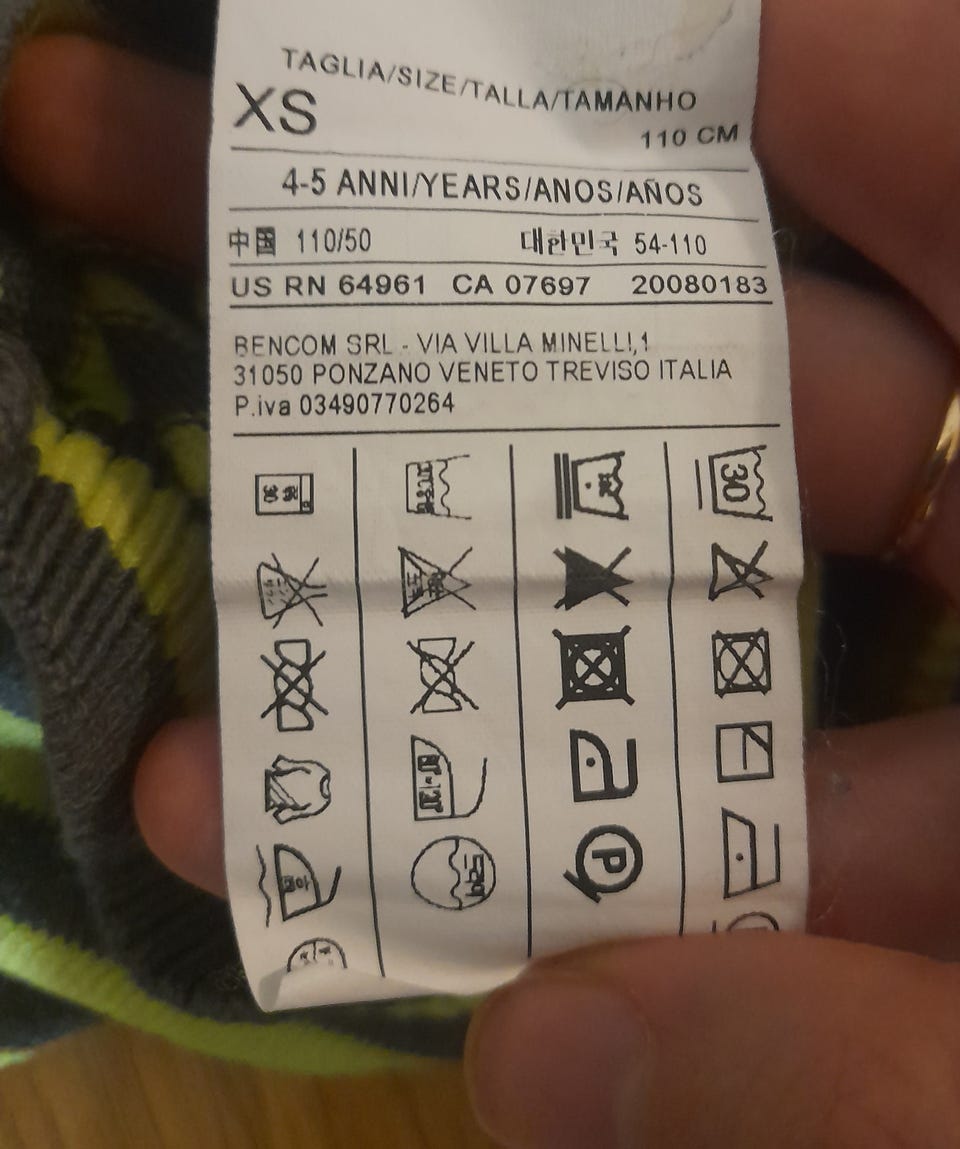 TAGLIA/SIZE/TALLA/TAMANHO
XS
110 CM
4-5 ANNI/YEARS/ANOS/AÑOS
中國 110/50 대한민국 54-110
US RN 64961 CA 07697 20080183
BENCOM SRL - VIA VILLA MINELLI,1
31050 PONZANO VENETO TREVISO ITALIA
P.iva 03490770264
30
30
P